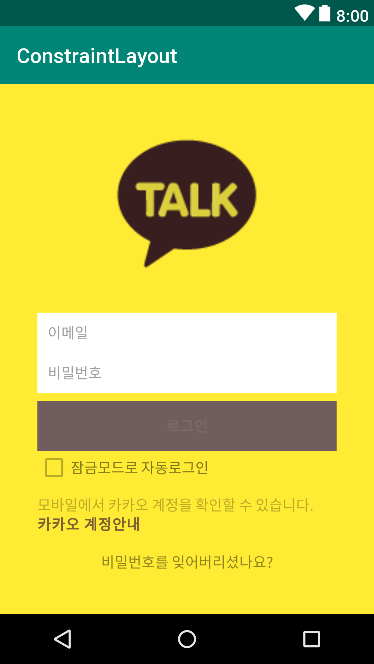 8:00
ConstraintLayout
TALK
이메일
비밀번호
로그인
잠금모드로 자동로그인
모바일에서 카카오 계정을 확인할 수 있습니다.
카카오 계정안내
비밀번호를 잊어버리셨나요?